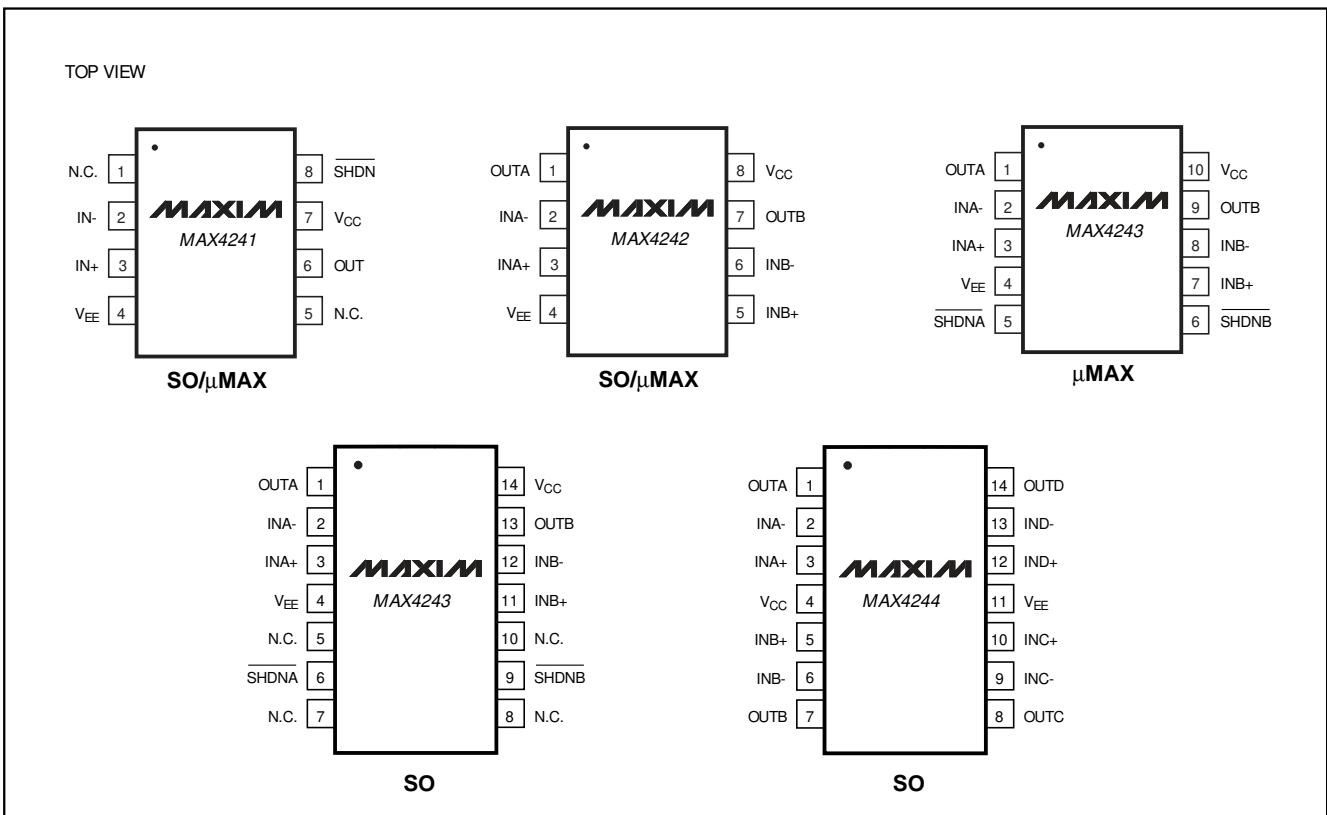 TOP VIEW
N.C. 1 8 SHDN
IN- 2 MAXIM 7 VCC
MAX4241
IN+ 3 6 OUT
VEE 4 5 N.C.
SO/µMAX
OUTA 1 8 VCC
INA- 2 MAXIM 7 OUTB
MAX4242
INA+ 3 6 INB-
VEE 4 5 INB+
SO/µMAX
OUTA 1 10 VCC
INA- 2 MAXIM 9 OUTB
MAX4243
INA+ 3 8 INB-
VEE 4 7 INB+
SHDNA 5 6 SHDNB
µMAX
OUTA 1 14 VCC
INA- 2 13 OUTB
INA+ 3 MAXIM 12 INB-
VEE 4 MAX4243 11 INB+
N.C. 5 10 N.C.
SHDNA 6 9 SHDNB
N.C. 7 8 N.C.
SO
OUTA 1 14 OUTD
INA- 2 13 IND-
INA+ 3 MAXIM 12 IND+
VCC 4 MAX4244 11 VEE
INB+ 5 10 INC+
INB- 6 9 INC-
OUTB 7 8 OUTC
SO